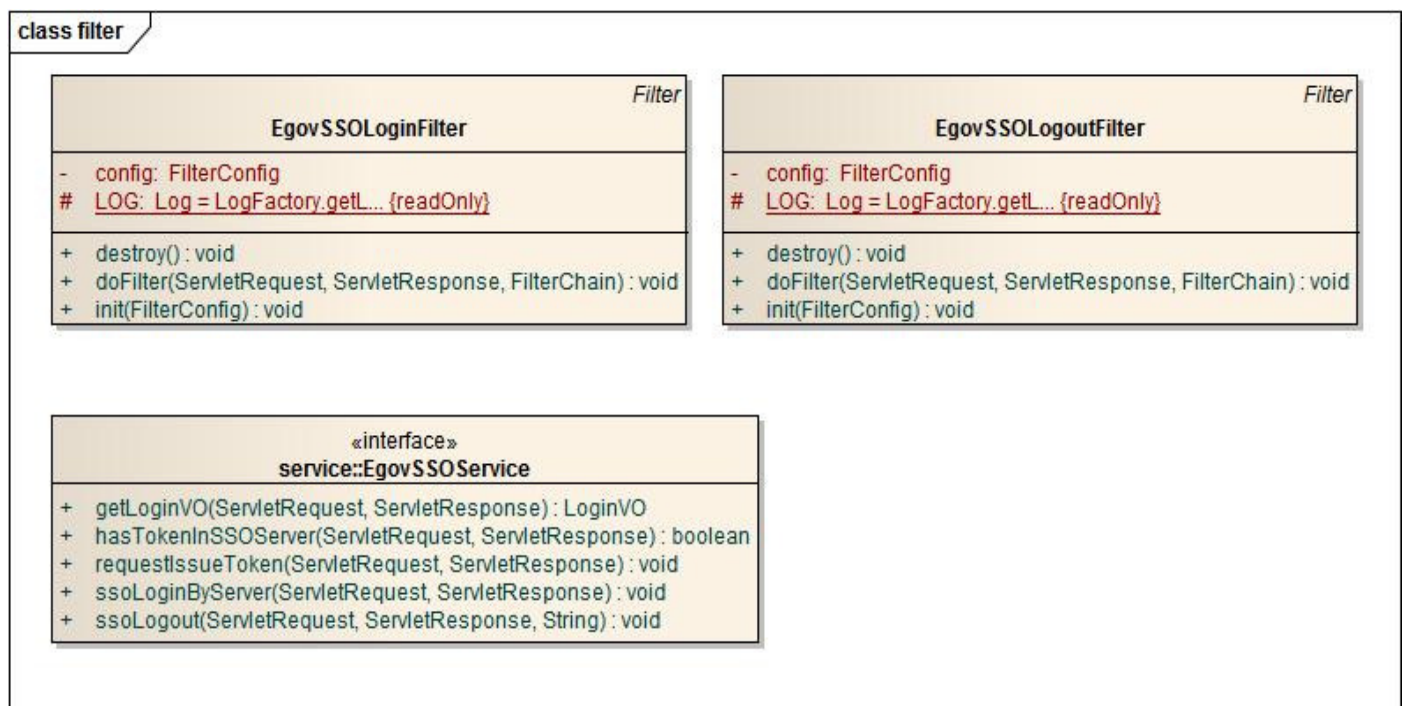 class filter
Filter
EgovSSOLoginFilter
- config: FilterConfig
# LOG: Log = LogFactory.getL... {readOnly}
+ destroy() : void
+ doFilter(ServletRequest, ServletResponse, FilterChain) : void
+ init(FilterConfig) : void
Filter
EgovSSOLogoutFilter
- config: FilterConfig
# LOG: Log = LogFactory.getL... {readOnly}
+ destroy() : void
+ doFilter(ServletRequest, ServletResponse, FilterChain) : void
+ init(FilterConfig) : void
«interface»
service::EgovSSOService
+ getLoginVO(ServletRequest, ServletResponse) : LoginVO
+ hasTokenInSSOServer(ServletRequest, ServletResponse) : boolean
+ requestIssueToken(ServletRequest, ServletResponse) : void
+ ssoLoginByServer(ServletRequest, ServletResponse) : void
+ ssoLogout(ServletRequest, ServletResponse, String) : void